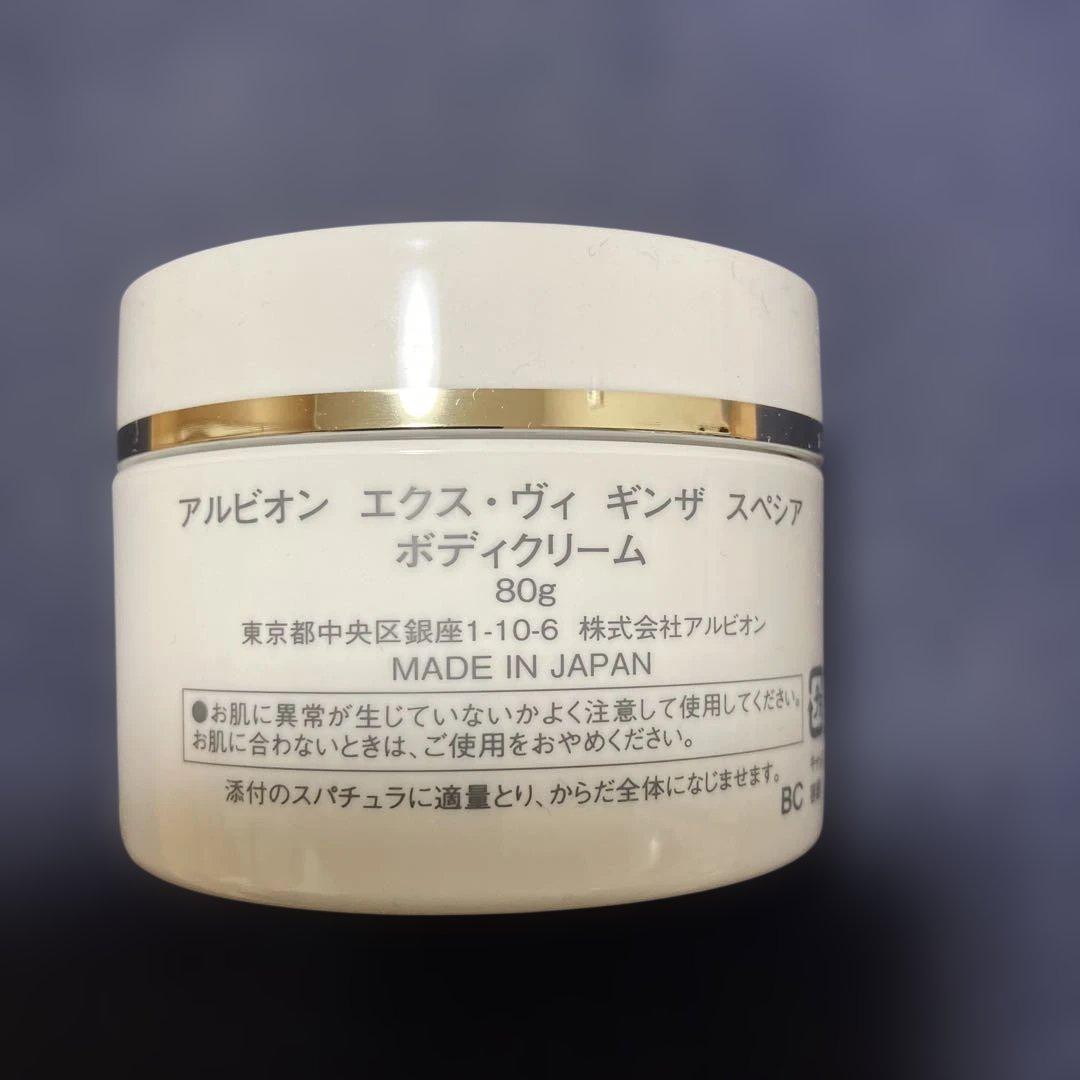 アルビオン エクス・ヴィ ギンザ スペシア
ボディクリーム
80g
東京都中央区銀座1-10-6 株式会社アルビオン
MADE IN JAPAN
●お肌に異常が生じていないかよく注意して使用してください。
お肌に合わないときは、ご使用をおやめください。
添付のスパチュラに適量とり、からだ全体になじませます。
BC